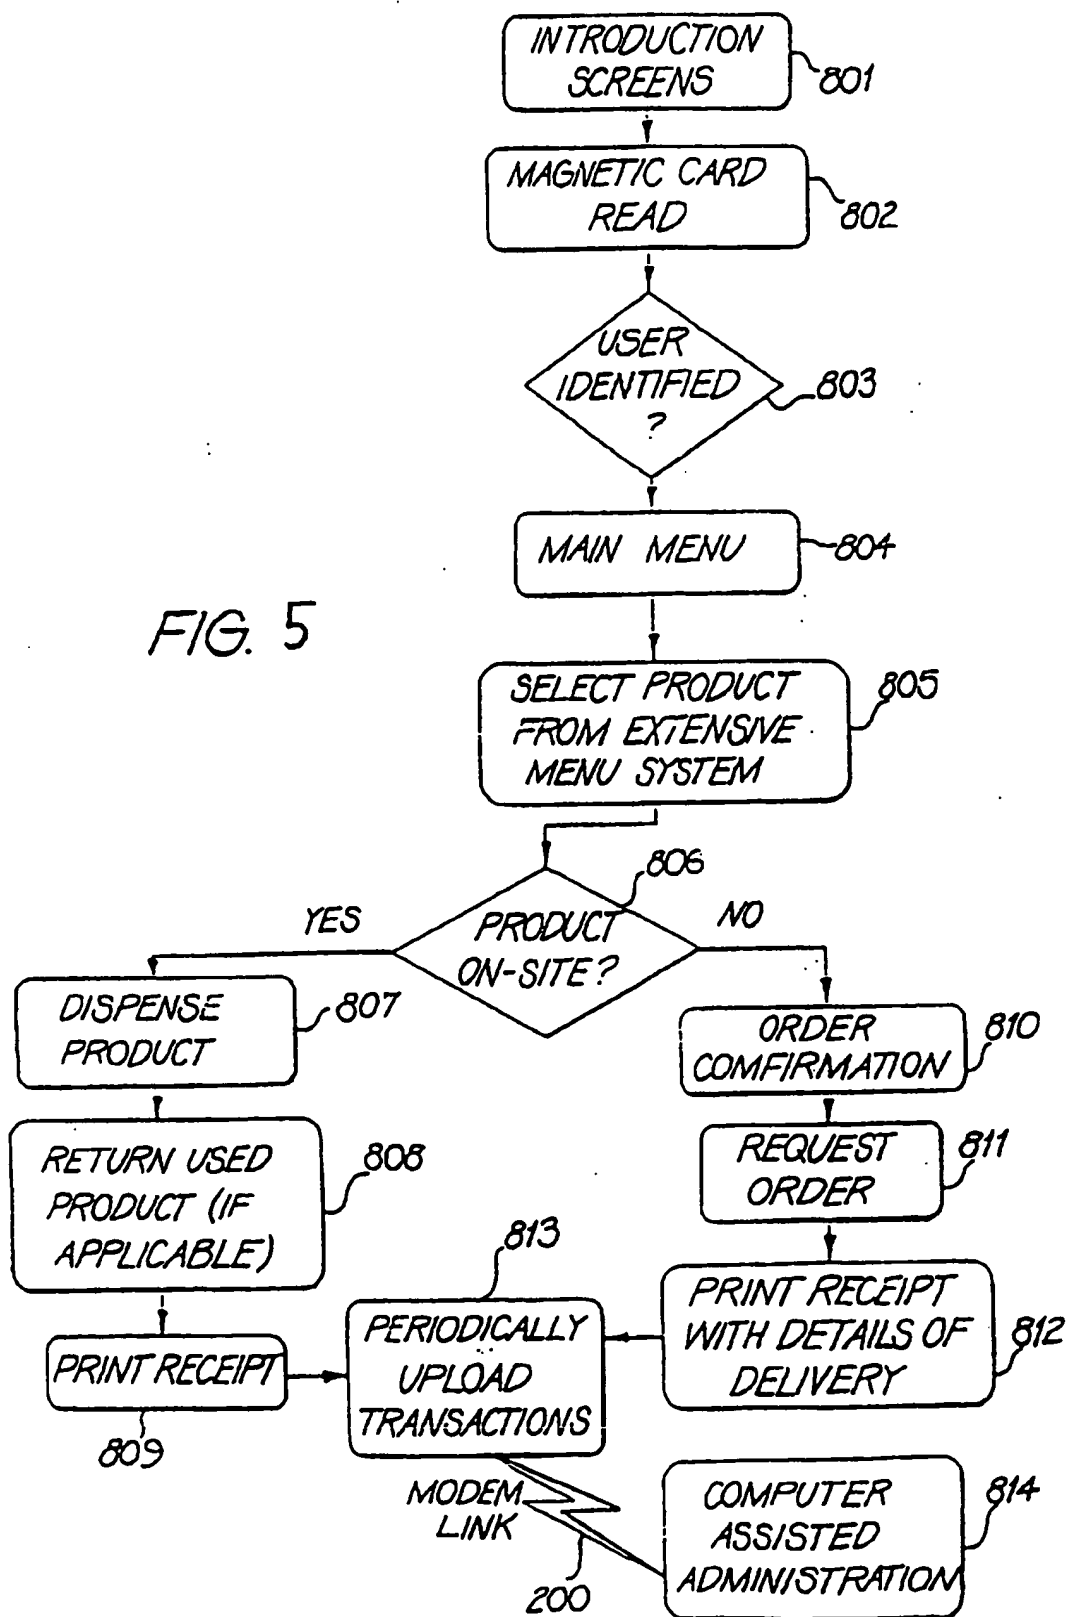 INTRODUCTION
SCREENS
801
MAGNETIC CARD
READ
802
USER
IDENTIFIED
?
803
MAIN MENU
804
FIG. 5
SELECT PRODUCT
FROM EXTENSIVE
MENU SYSTEM
805
806
PRODUCT
ON-SITE?
YES
NO
DISPENSE
PRODUCT
807
RETURN USED
PRODUCT (IF
APPLICABLE)
808
PRINT RECEIPT
809
ORDER
COMFIRMATION
810
REQUEST
ORDER
811
PRINT RECEIPT
WITH DETAILS OF
DELIVERY
812
813
PERIODICALLY
UPLOAD
TRANSACTIONS
MODEM
LINK
200
COMPUTER
ASSISTED
ADMINISTRATION
814